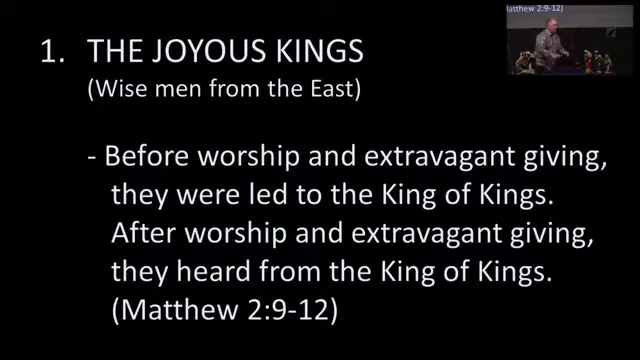 1. THE JOYOUS KINGS
(Wise men from the East)
- Before worship and extravagant giving,
they were led to the King of Kings.
After worship and extravagant giving,
they heard from the King of Kings.
(Matthew 2:9-12)
Matthew 2:9-12)